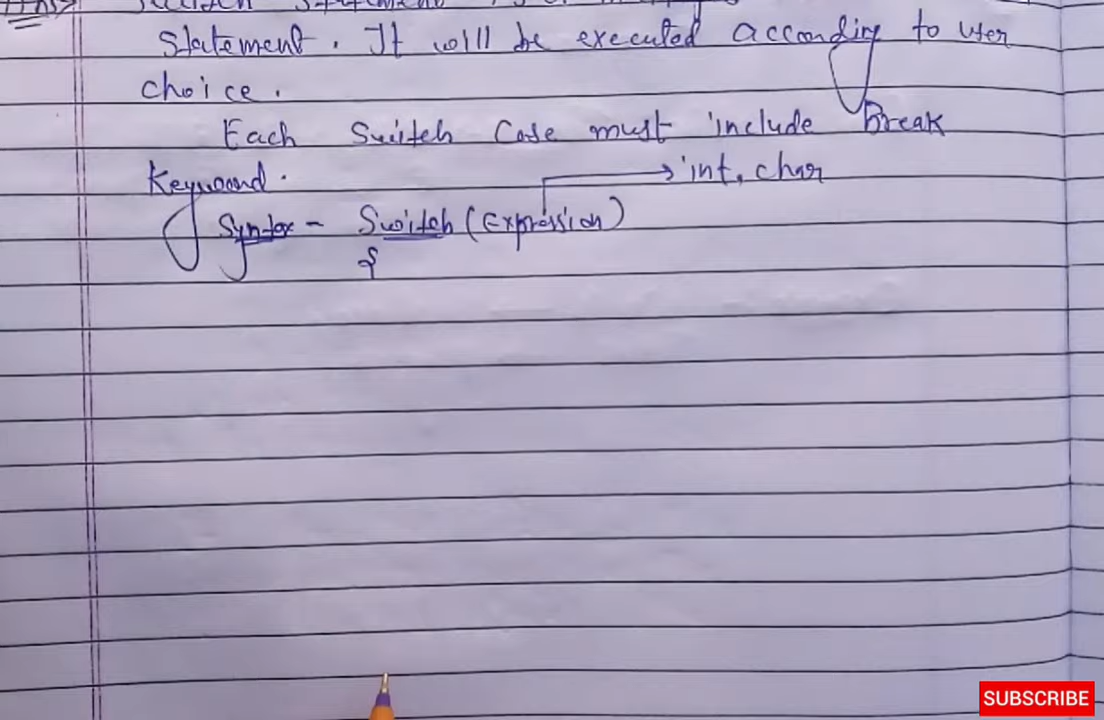 Ans>
statement. It will be executed according to user
choice.
Each Switch Case must include Break
Keyword.
int, char
Syntax - Switch (Expression)
{
SUBSCRIBE